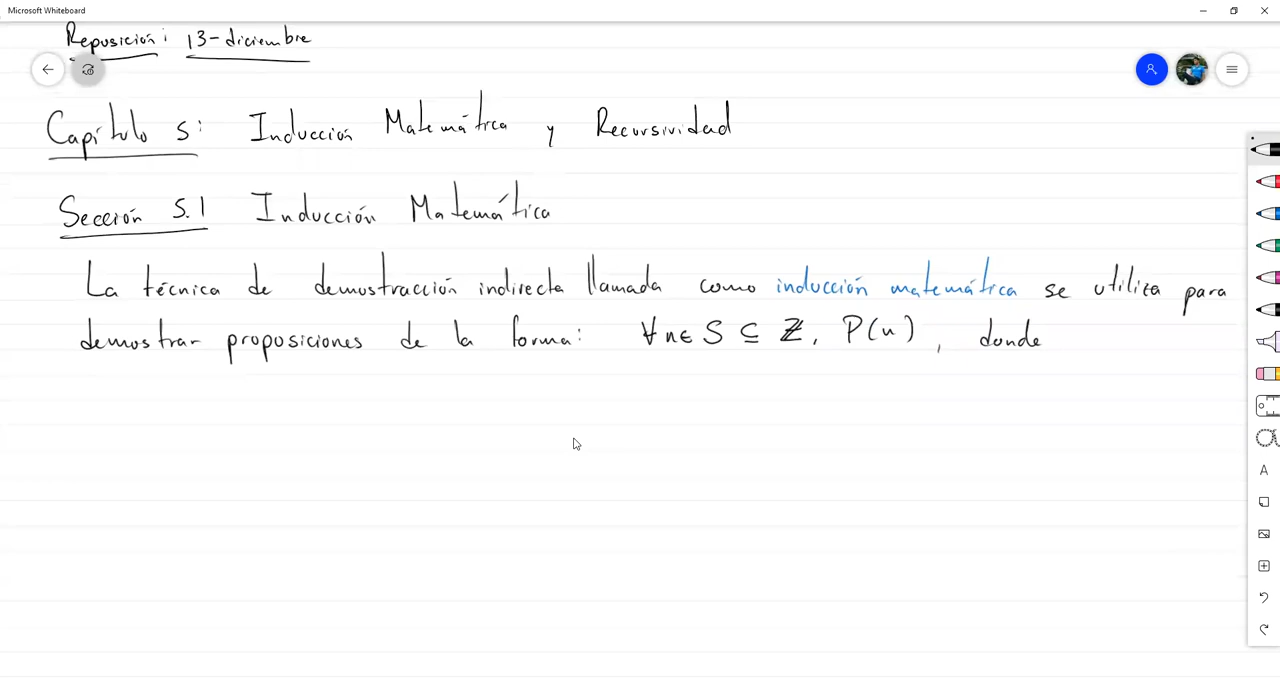 Microsoft Whiteboard
Reposición: 13-diciembre
Capítulo 5: Inducción Matemática y Recursividad
Sección 5.1 Inducción Matemática
La técnica de demostracción indirecta llamada como inducción matemática se utiliza para
demostrar proposiciones de la forma: ∀n∈ S ⊆ ℤ, P(n), donde
A